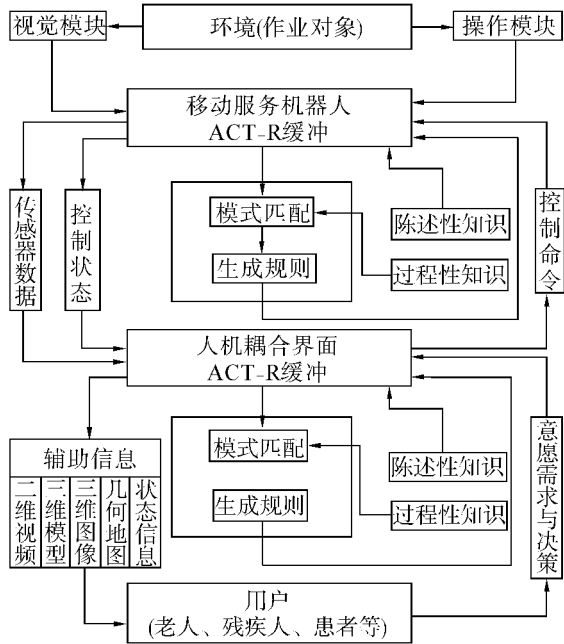 视觉模块
环境(作业对象)
操作模块
移动服务机器人
ACT-R缓冲
传感器数据
控制状态
模式匹配
生成规则
陈述性知识
过程性知识
控制命令
人机耦合界面
ACT-R缓冲
辅助信息
二维视频
三维模型
三维图像
几何地图
状态信息
模式匹配
生成规则
陈述性知识
过程性知识
意愿需求与决策
用户
(老人、残疾人、患者等)